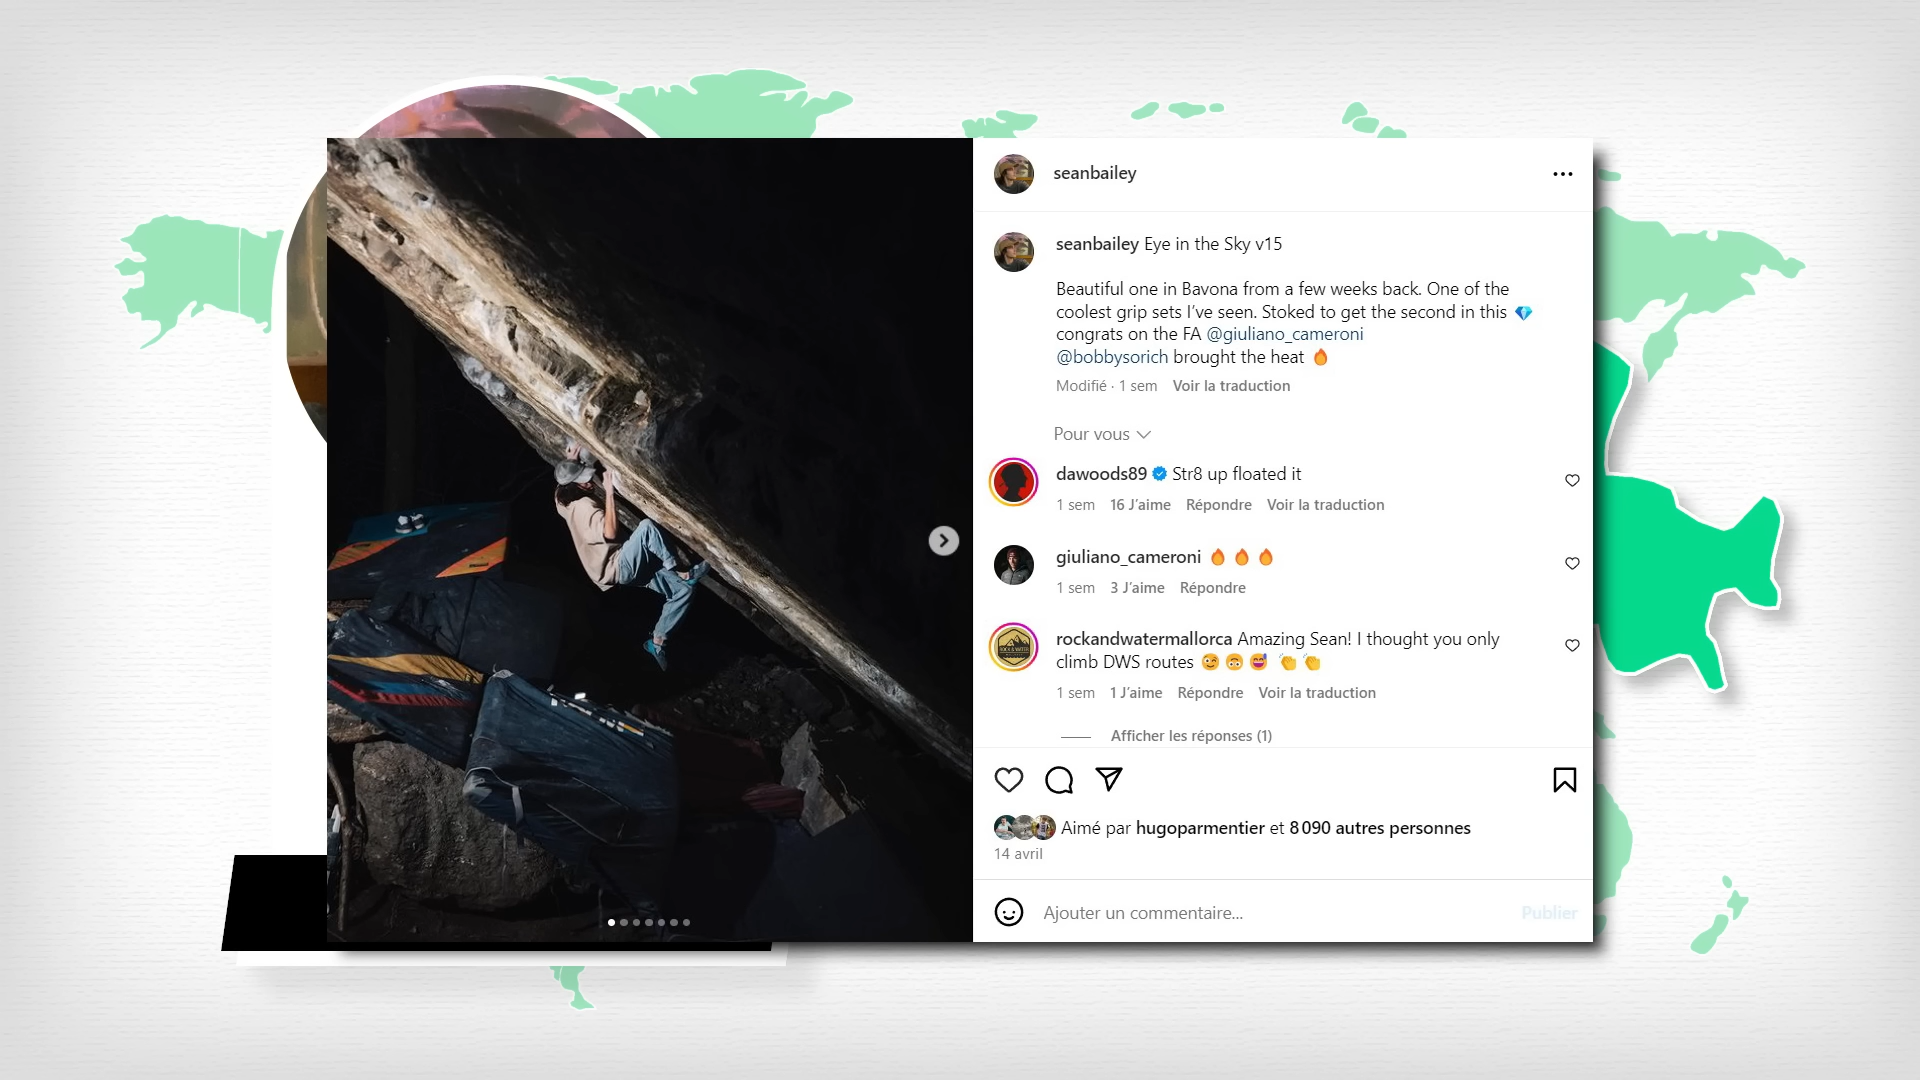 seanbailey
seanbailey Eye in the Sky v15
Beautiful one in Bavona from a few weeks back. One of the
coolest grip sets I've seen. Stoked to get the second in this 💎
congrats on the FA @giuliano_cameroni
@bobbysorich brought the heat 🔥
Modifié · 1 sem Voir la traduction
Pour vous
dawoods89 Str8 up floated it
1 sem 16 J'aime Répondre Voir la traduction
giuliano_cameroni 🔥 🔥 🔥
1 sem 3 J'aime Répondre
rockandwatermallorca Amazing Sean! I thought you only
climb DWS routes 😉 🙃 😅 👏 👏
1 sem 1 J'aime Répondre Voir la traduction
Afficher les réponses (1)
Aimé par hugoparmentier et 8 090 autres personnes
14 avril
Ajouter un commentaire...
Publier